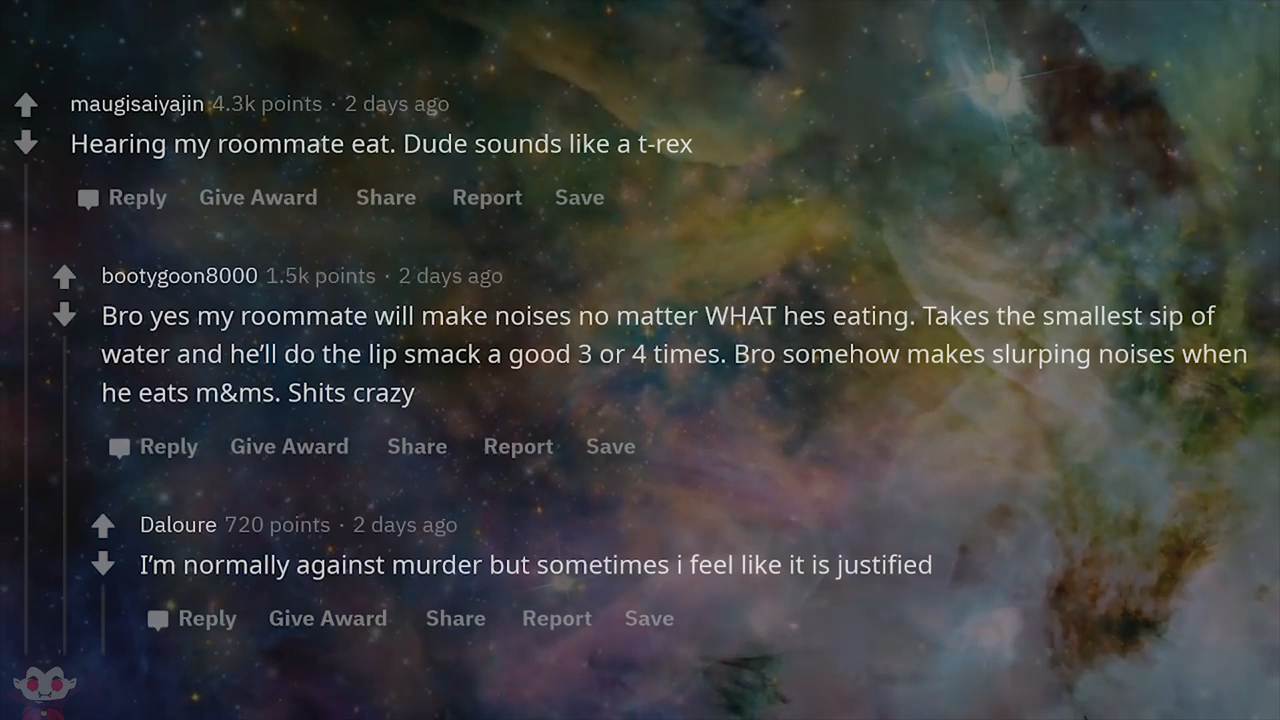 maugisaiyajin 4.3k points · 2 days ago
Hearing my roommate eat. Dude sounds like a t-rex
Reply Give Award Share Report Save
bootygoon8000 1.5k points · 2 days ago
Bro yes my roommate will make noises no matter WHAT hes eating. Takes the smallest sip of
water and he’ll do the lip smack a good 3 or 4 times. Bro somehow makes slurping noises when
he eats m&ms. Shits crazy
Reply Give Award Share Report Save
Daloure 720 points · 2 days ago
I’m normally against murder but sometimes i feel like it is justified
Reply Give Award Share Report Save